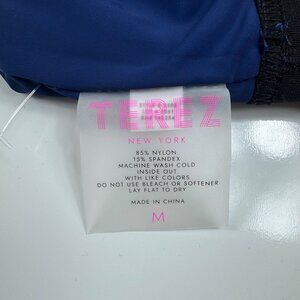 TEREZ
NEW YORK
85% NYLON
15% SPANDEX
MACHINE WASH COLD
INSIDE OUT
WITH LIKE COLORS
DO NOT USE BLEACH OR SOFTENER
LAY FLAT TO DRY
MADE IN CHINA
M